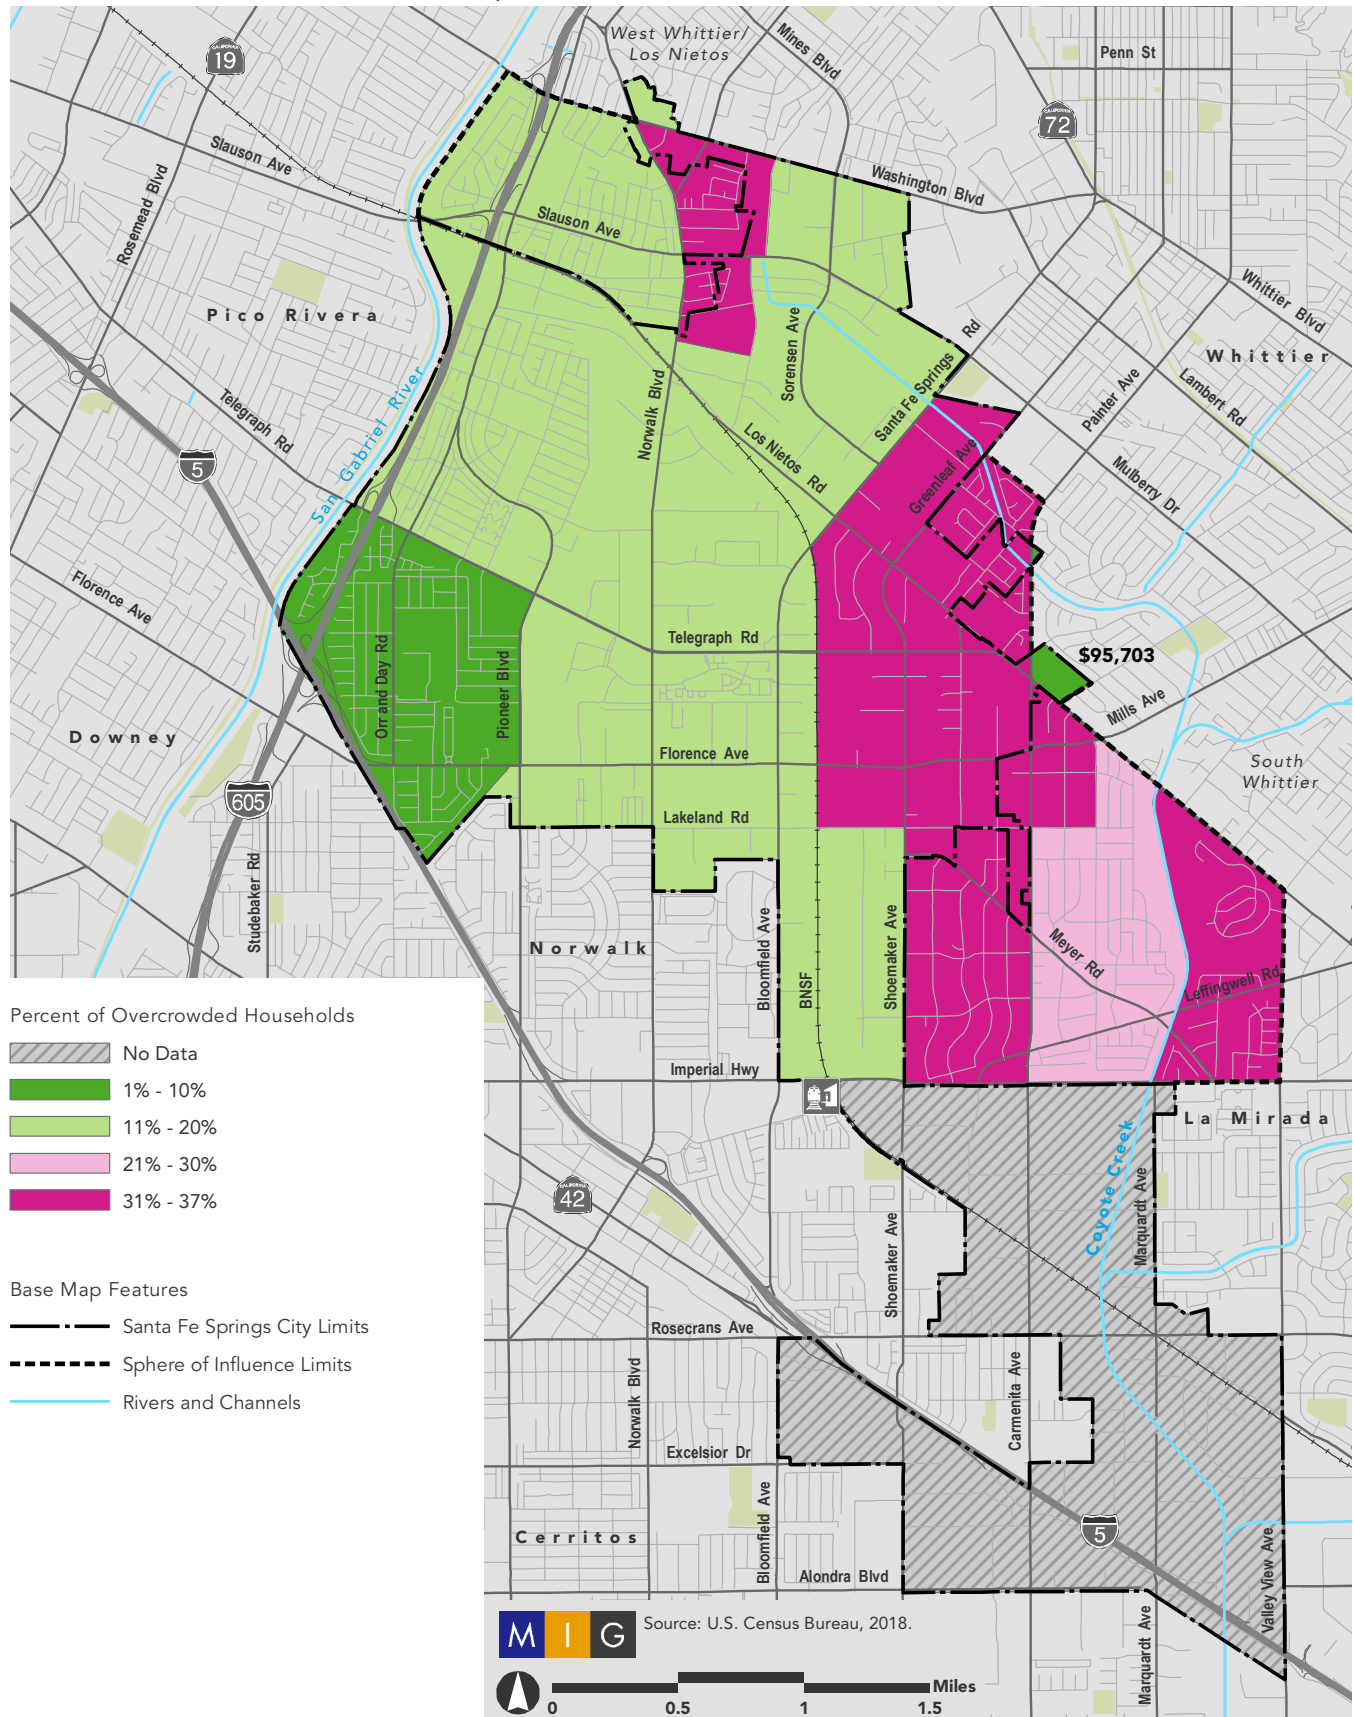 West Whittier/
Los Nietos
Mines Blvd
Penn St
CALIFORNIA
19
CALIFORNIA
72
Slauson Ave
Rosemead Blvd
Washington Blvd
Slauson Ave
Whittier Blvd
Pico Rivera
Whittier
Sorensen Ave
Santa Fe Springs Rd
Painter Ave
Lambert Rd
Telegraph Rd
San Gabriel River
Norwalk Blvd
Los Nietos Rd
Greenleaf Ave
Mulberry Dr
5
Florence Ave
Telegraph Rd
$95,703
Orr and Day Rd
Pioneer Blvd
Mills Ave
Downey
Florence Ave
South
Whittier
605
Lakeland Rd
Studebaker Rd
Norwalk
Bloomfield Ave
BNSF
Shoemaker Ave
Meyer Rd
Leffingwell Rd
Percent of Overcrowded Households
No Data
1% - 10%
11% - 20%
21% - 30%
31% - 37%
Imperial Hwy
La Mirada
Coyote Creek
Marquardt Ave
CALIFORNIA
42
Shoemaker Ave
Base Map Features
Santa Fe Springs City Limits
Sphere of Influence Limits
Rivers and Channels
Rosecrans Ave
Norwalk Blvd
Carmenita Ave
Excelsior Dr
Bloomfield Ave
Cerritos
5
Alondra Blvd
Valley View Ave
Marquardt Ave
M I G
Source: U.S. Census Bureau, 2018.
Miles
0 0.5 1 1.5